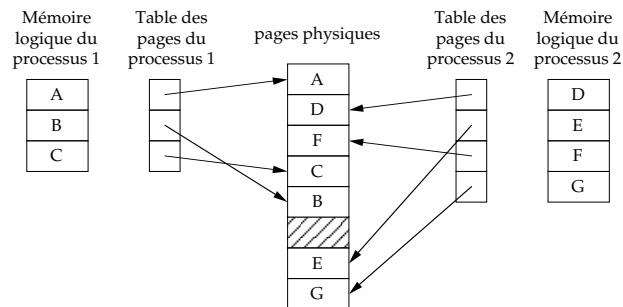 Mémoire
logique du
processus 1
Table des
pages du
processus 1
pages physiques
Table des
pages du
processus 2
Mémoire
logique du
processus 2
A
B
C
A
D
F
C
B
E
G
D
E
F
G